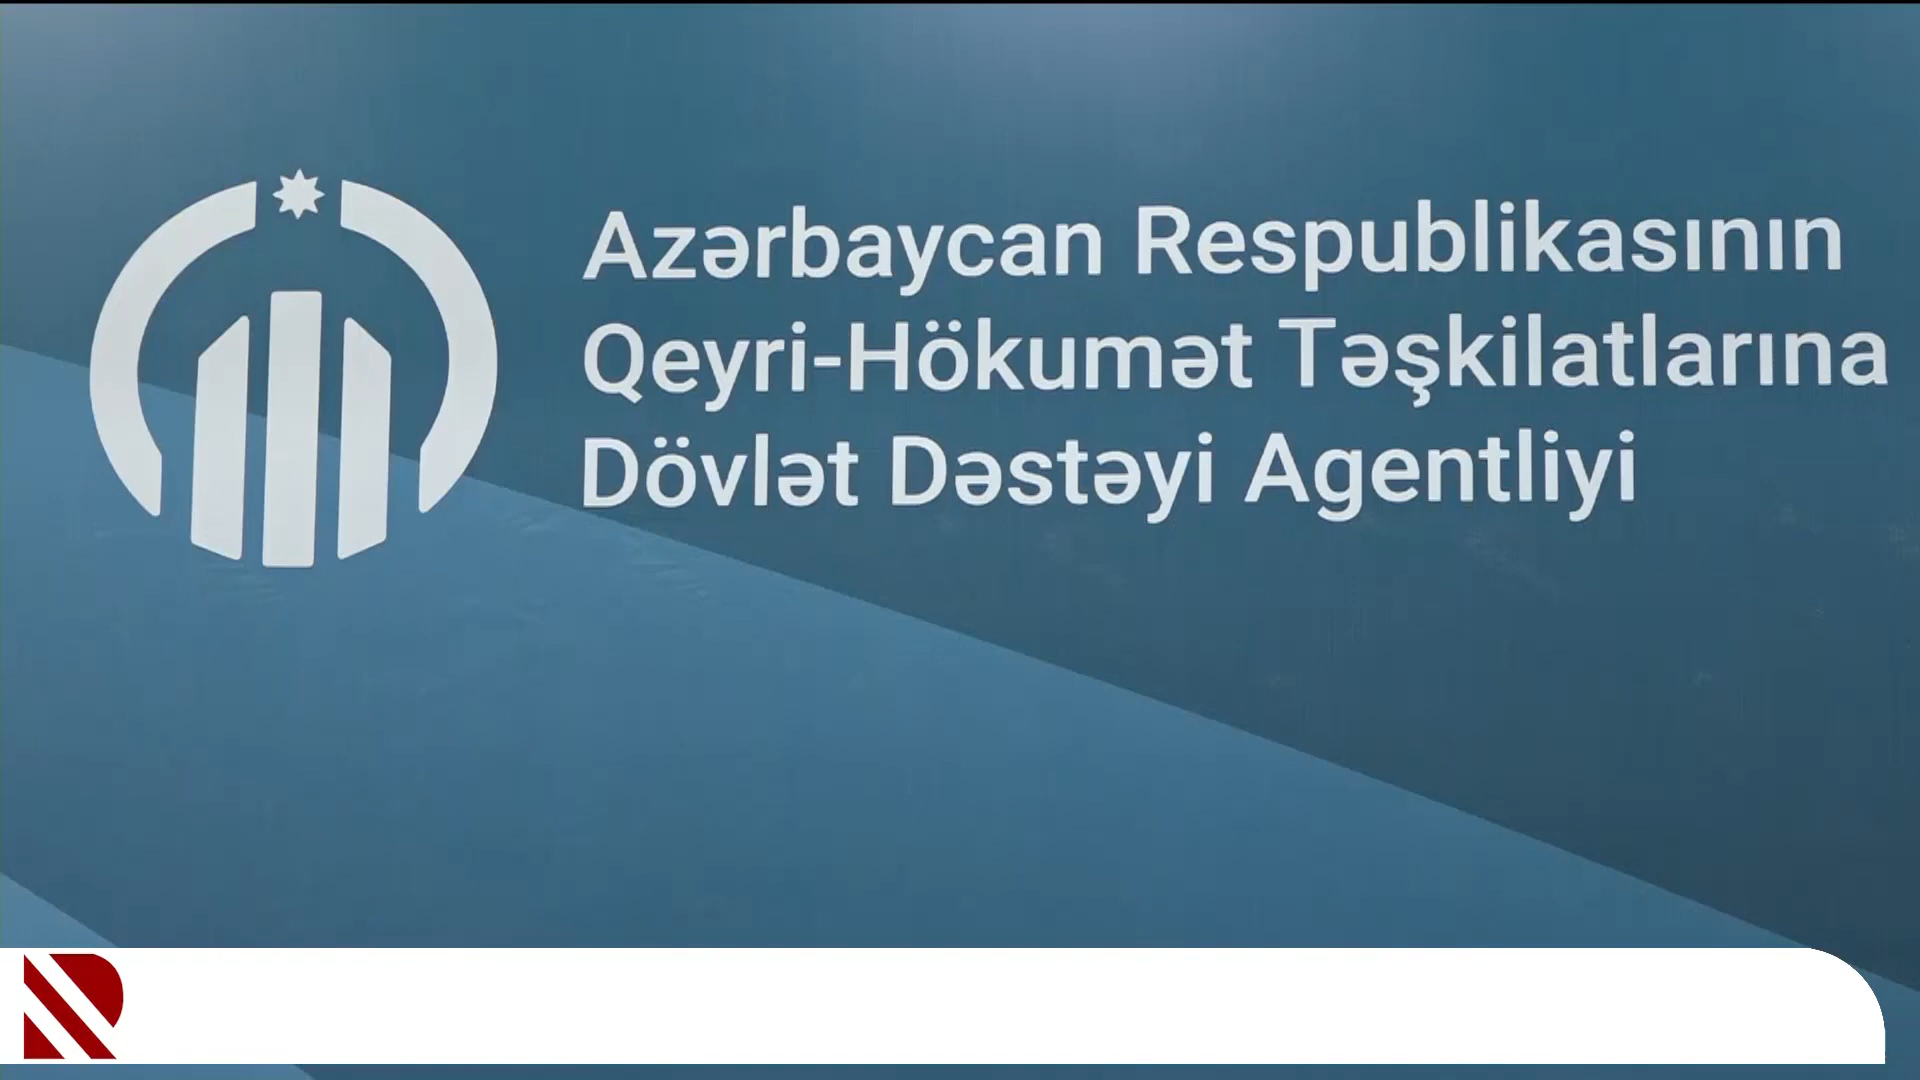 Azərbaycan Respublikasının
Qeyri-Hökumət Təşkilatlarına
Dövlət Dəstəyi Agentliyi